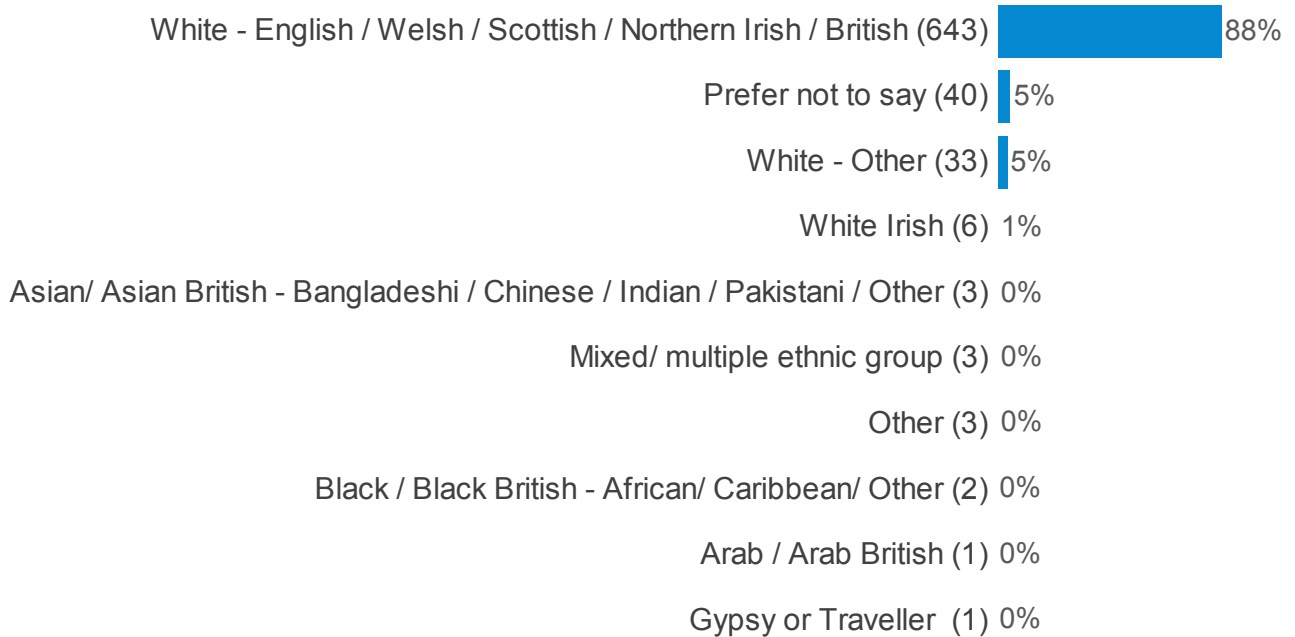 White - English / Welsh / Scottish / Northern Irish / British (643) 88%
Prefer not to say (40) 5%
White - Other (33) 5%
White Irish (6) 1%
Asian/ Asian British - Bangladeshi / Chinese / Indian / Pakistani / Other (3) 0%
Mixed/ multiple ethnic group (3) 0%
Other (3) 0%
Black / Black British - African/ Caribbean/ Other (2) 0%
Arab / Arab British (1) 0%
Gypsy or Traveller (1) 0%